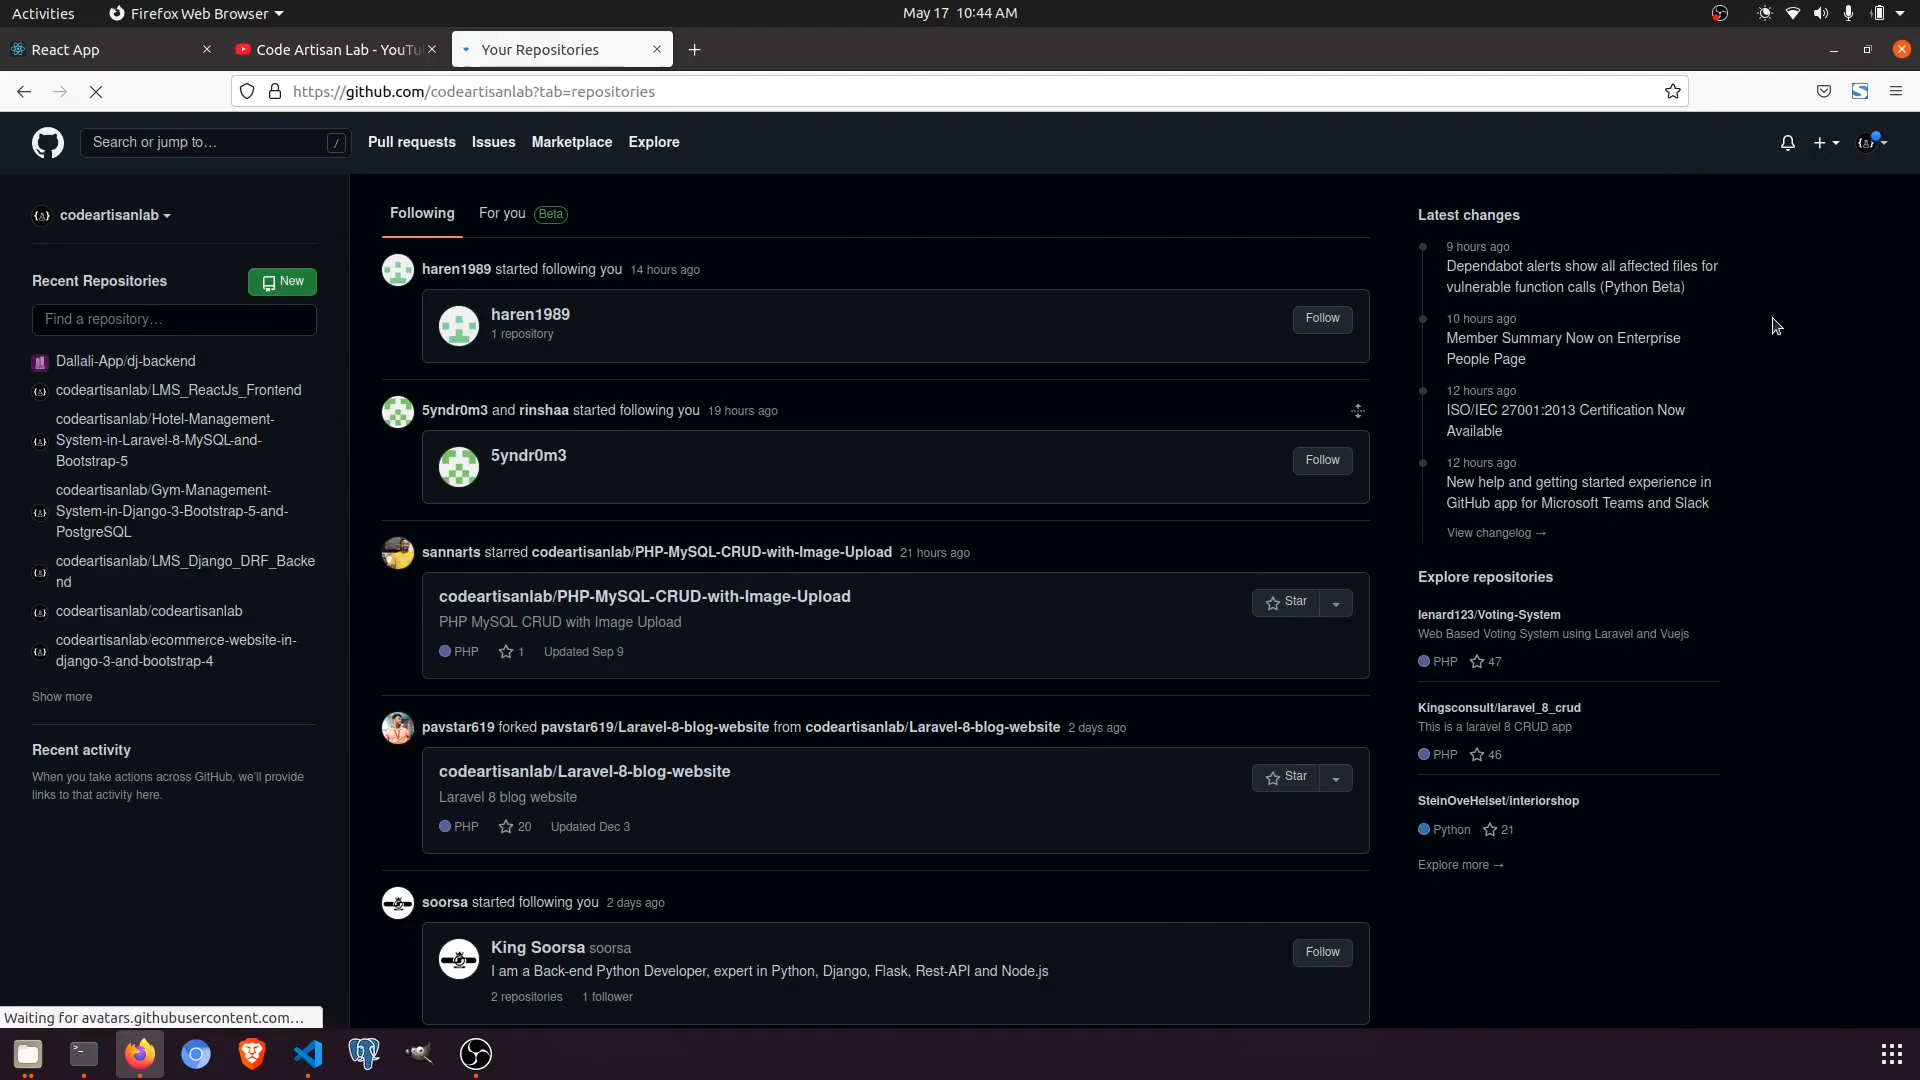 Activities
Firefox Web Browser
May 17 10:44 AM
React App
Code Artisan Lab - YouTu
Your Repositories
https://github.com/codeartisanlab?tab=repositories
Search or jump to…
/
Pull requests
Issues
Marketplace
Explore
codeartisanlab
Recent Repositories
New
Find a repository…
Dallali-App/dj-backend
codeartisanlab/LMS_ReactJs_Frontend
codeartisanlab/Hotel-Management-
System-in-Laravel-8-MySQL-and-
Bootstrap-5
codeartisanlab/Gym-Management-
System-in-Django-3-Bootstrap-5-and-
PostgreSQL
codeartisanlab/LMS_Django_DRF_Backe
nd
codeartisanlab/codeartisanlab
codeartisanlab/ecommerce-website-in-
django-3-and-bootstrap-4
Show more
Recent activity
When you take actions across GitHub, we'll provide
links to that activity here.
Following
For you Beta
haren1989 started following you 14 hours ago
haren1989
1 repository
Follow
5yndr0m3 and rinshaa started following you 19 hours ago
5yndr0m3
Follow
sannarts starred codeartisanlab/PHP-MySQL-CRUD-with-Image-Upload 21 hours ago
codeartisanlab/PHP-MySQL-CRUD-with-Image-Upload
Star
PHP MySQL CRUD with Image Upload
PHP 1 Updated Sep 9
pavstar619 forked pavstar619/Laravel-8-blog-website from codeartisanlab/Laravel-8-blog-website 2 days ago
codeartisanlab/Laravel-8-blog-website
Star
Laravel 8 blog website
PHP 20 Updated Dec 3
soorsa started following you 2 days ago
King Soorsa soorsa
Follow
I am a Back-end Python Developer, expert in Python, Django, Flask, Rest-API and Node.js
2 repositories 1 follower
Latest changes
9 hours ago
Dependabot alerts show all affected files for
vulnerable function calls (Python Beta)
10 hours ago
Member Summary Now on Enterprise
People Page
12 hours ago
ISO/IEC 27001:2013 Certification Now
Available
12 hours ago
New help and getting started experience in
GitHub app for Microsoft Teams and Slack
View changelog →
Explore repositories
lenard123/Voting-System
Web Based Voting System using Laravel and Vuejs
PHP 47
Kingsconsult/laravel_8_crud
This is a laravel 8 CRUD app
PHP 46
SteinOveHelset/interiorshop
Python 21
Explore more →
Waiting for avatars.githubusercontent.com…